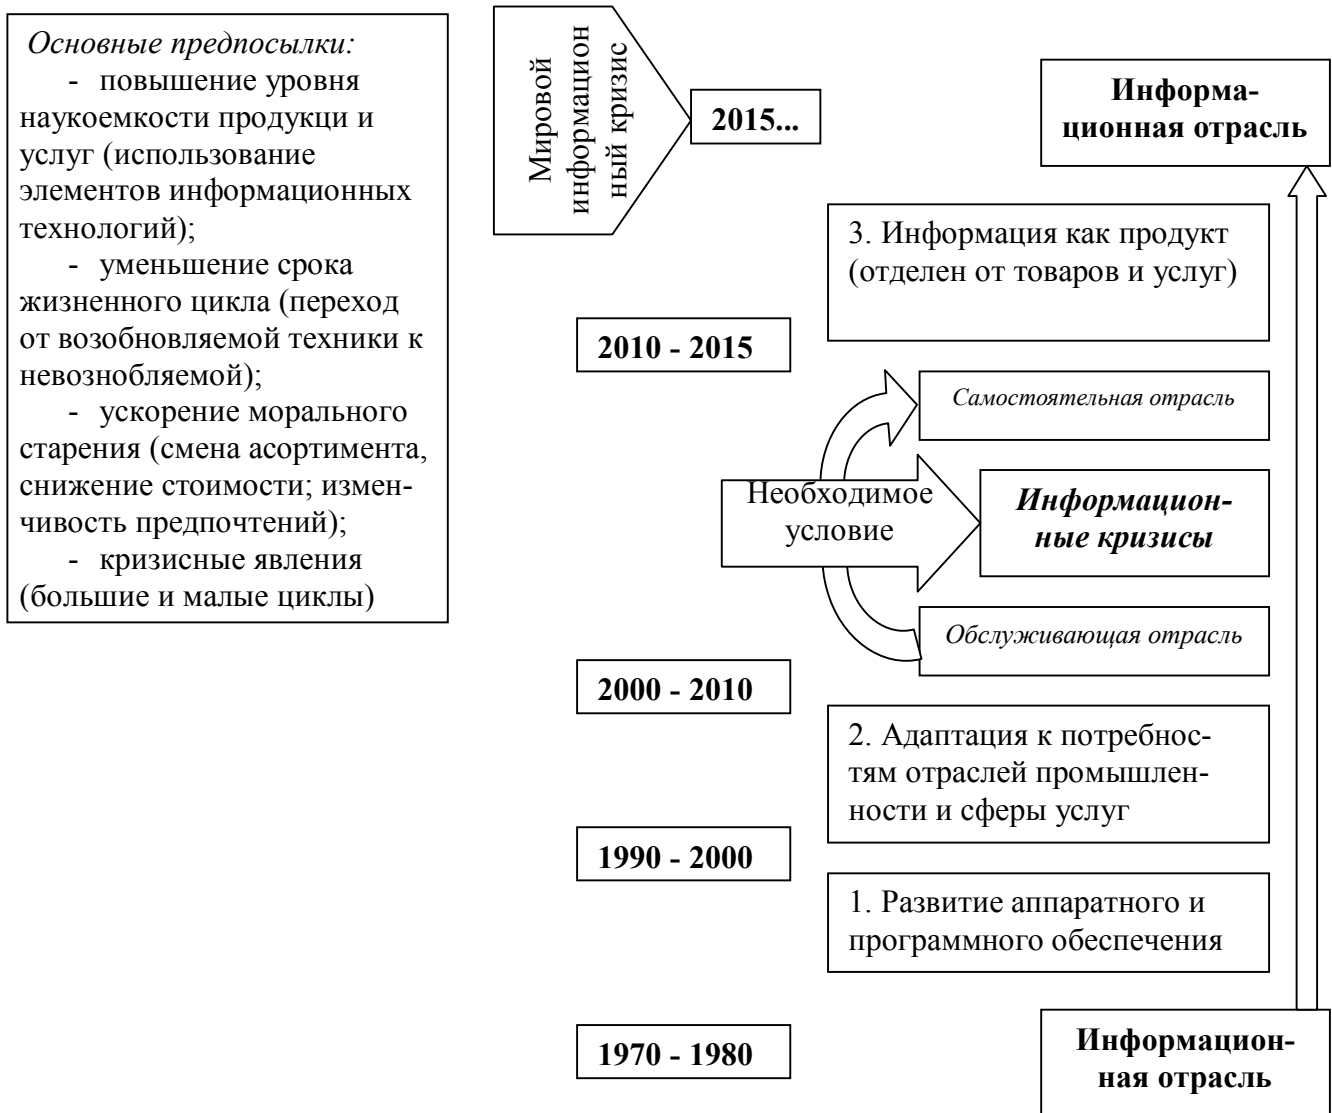 Основные предпосылки:
- повышение уровня
наукоемкости продукци и
услуг (использование
элементов информационных
технологий);
- уменьшение срока
жизненного цикла (переход
от возобновляемой техники к
невознобляемой);
- ускорение морального
старения (смена асортимента,
снижение стоимости; измен-
чивость предпочтений);
- кризисные явления
(большие и малые циклы)
Мировой
информацион
ный кризис
2015...
Информа-
ционная отрасль
3. Информация как продукт
(отделен от товаров и услуг)
2010 - 2015
Самостоятельная отрасль
Необходимое
условие
Информацион-
ные кризисы
Обслуживающая отрасль
2000 - 2010
2. Адаптация к потребнос-
тям отраслей промышлен-
ности и сферы услуг
1990 - 2000
1. Развитие аппаратного и
программного обеспечения
1970 - 1980
Информацион-
ная отрасль